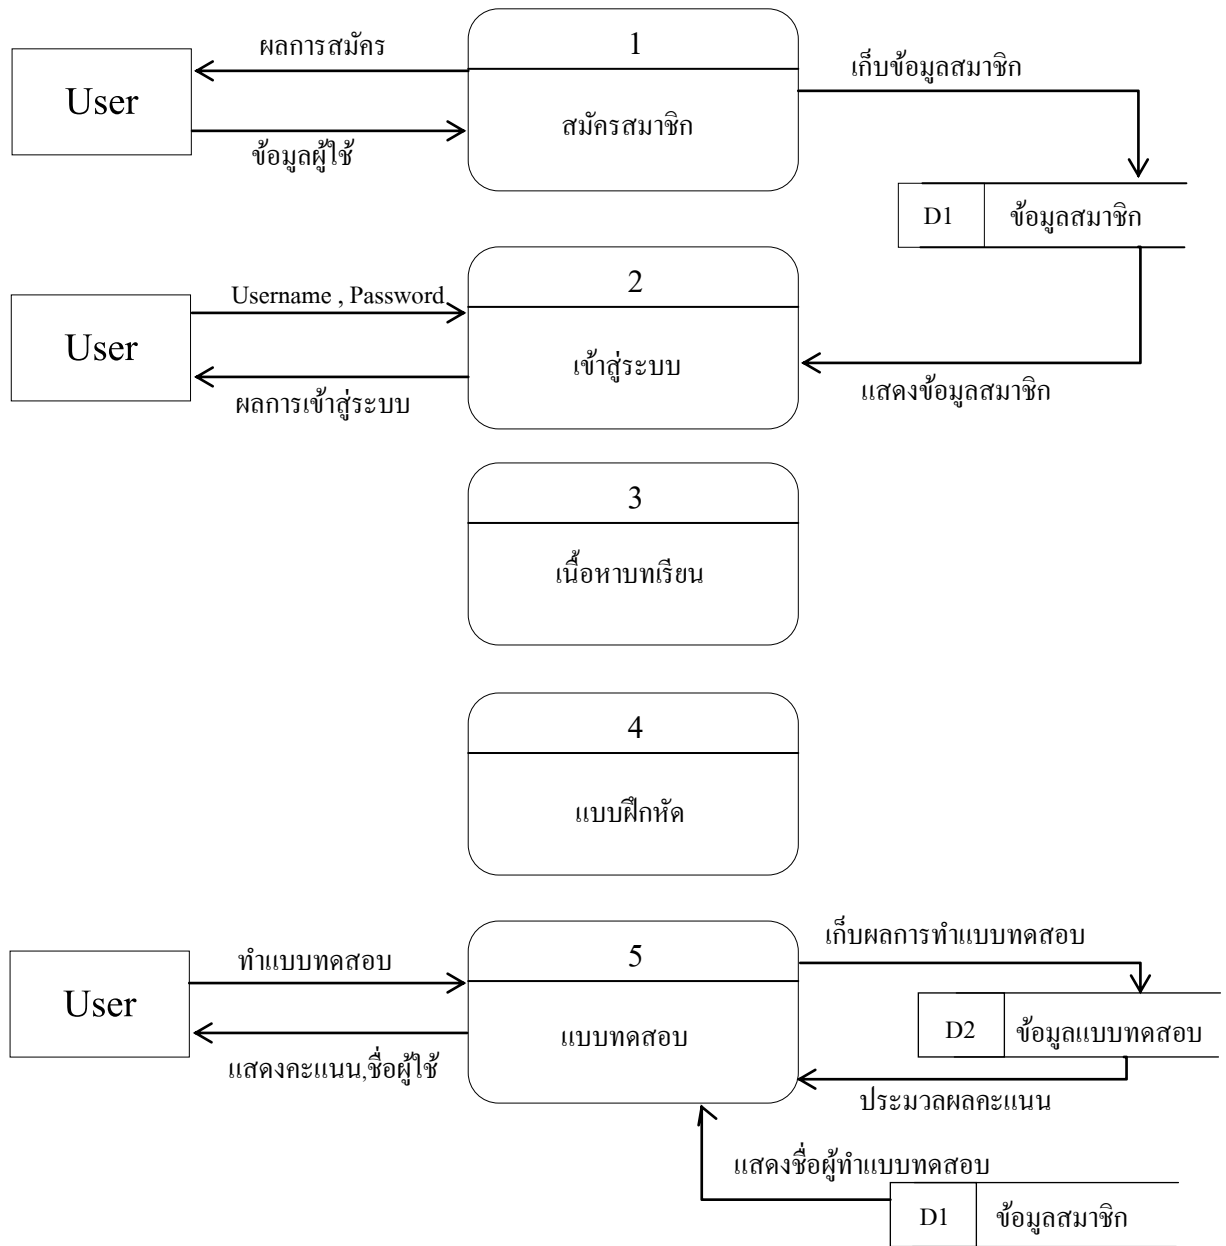 ผลการสมัคร
1
เก็บข้อมูลสมาชิก
User
สมัครสมาชิก
ข้อมูลผู้ใช้
D1
ข้อมูลสมาชิก
2
Username , Password
User
เข้าสู่ระบบ
ผลการเข้าสู่ระบบ
แสดงข้อมูลสมาชิก
3
เนื้อหาบทเรียน
4
แบบฝึกหัด
เก็บผลการทำแบบทดสอบ
ทำแบบทดสอบ
5
User
แบบทดสอบ
D2
ข้อมูลแบบทดสอบ
แสดงคะแนน,ชื่อผู้ใช้
ประมวลผลคะแนน
แสดงชื่อผู้ทำแบบทดสอบ
D1
ข้อมูลสมาชิก